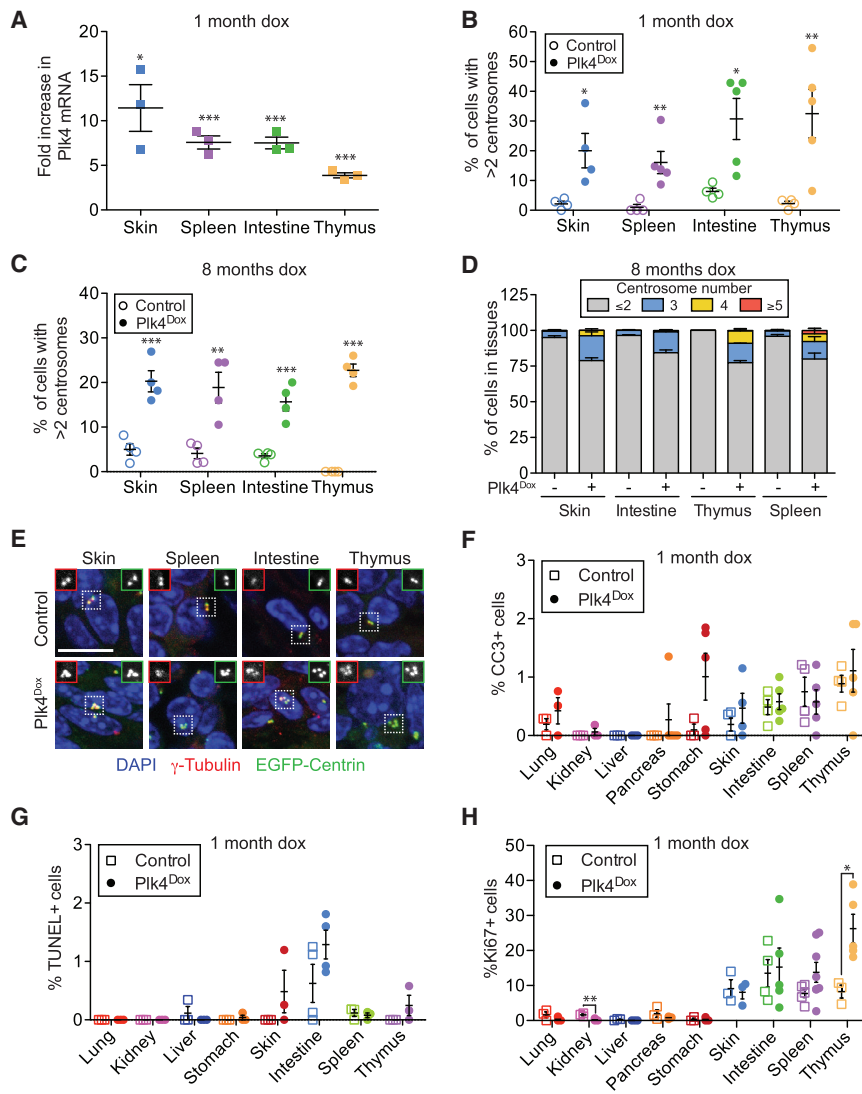 A
1 month dox
Fold increase in
Plk4 mRNA
20
15
10
5
0
*
***
***
***
Skin Spleen Intestine Thymus
B
1 month dox
% of cells with
>2 centrosomes
60
50
40
30
20
10
0
Control
Plk4Dox
*
**
*
**
Skin Spleen Intestine Thymus
C
8 months dox
% of cells with
>2 centrosomes
40
30
20
10
0
Control
Plk4Dox
***
**
***
***
Skin Spleen Intestine Thymus
D
8 months dox
Centrosome number
≤2 3 4 ≥5
% of cells in tissues
125
100
75
50
25
0
Plk4Dox - + - + - + - +
Skin Intestine Thymus Spleen
E
Skin Spleen Intestine Thymus
Control
Plk4Dox
DAPI γ-Tubulin EGFP-Centrin
F
1 month dox
% CC3+ cells
3
2
1
0
Control
Plk4Dox
Lung Kidney Liver Pancreas Stomach Skin Intestine Spleen Thymus
G
1 month dox
% TUNEL+ cells
3
2
1
0
Control
Plk4Dox
Lung Kidney Liver Stomach Skin Intestine Spleen Thymus
H
1 month dox
%Ki67+ cells
50
40
30
20
10
0
Control
Plk4Dox
**
*
Lung Kidney Liver Pancreas Stomach Skin Intestine Spleen Thymus